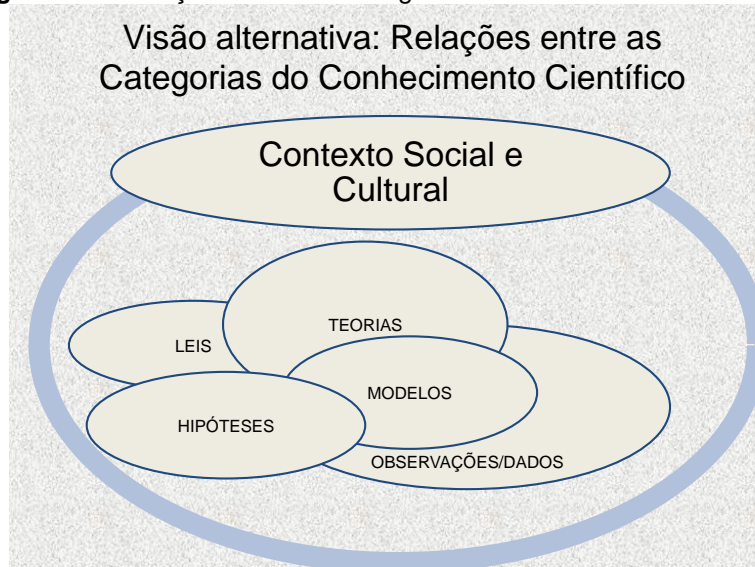 Visão alternativa: Relações entre as
Categorias do Conhecimento Científico
Contexto Social e
Cultural
TEORIAS
LEIS
MODELOS
HIPÓTESES
OBSERVAÇÕES/DADOS